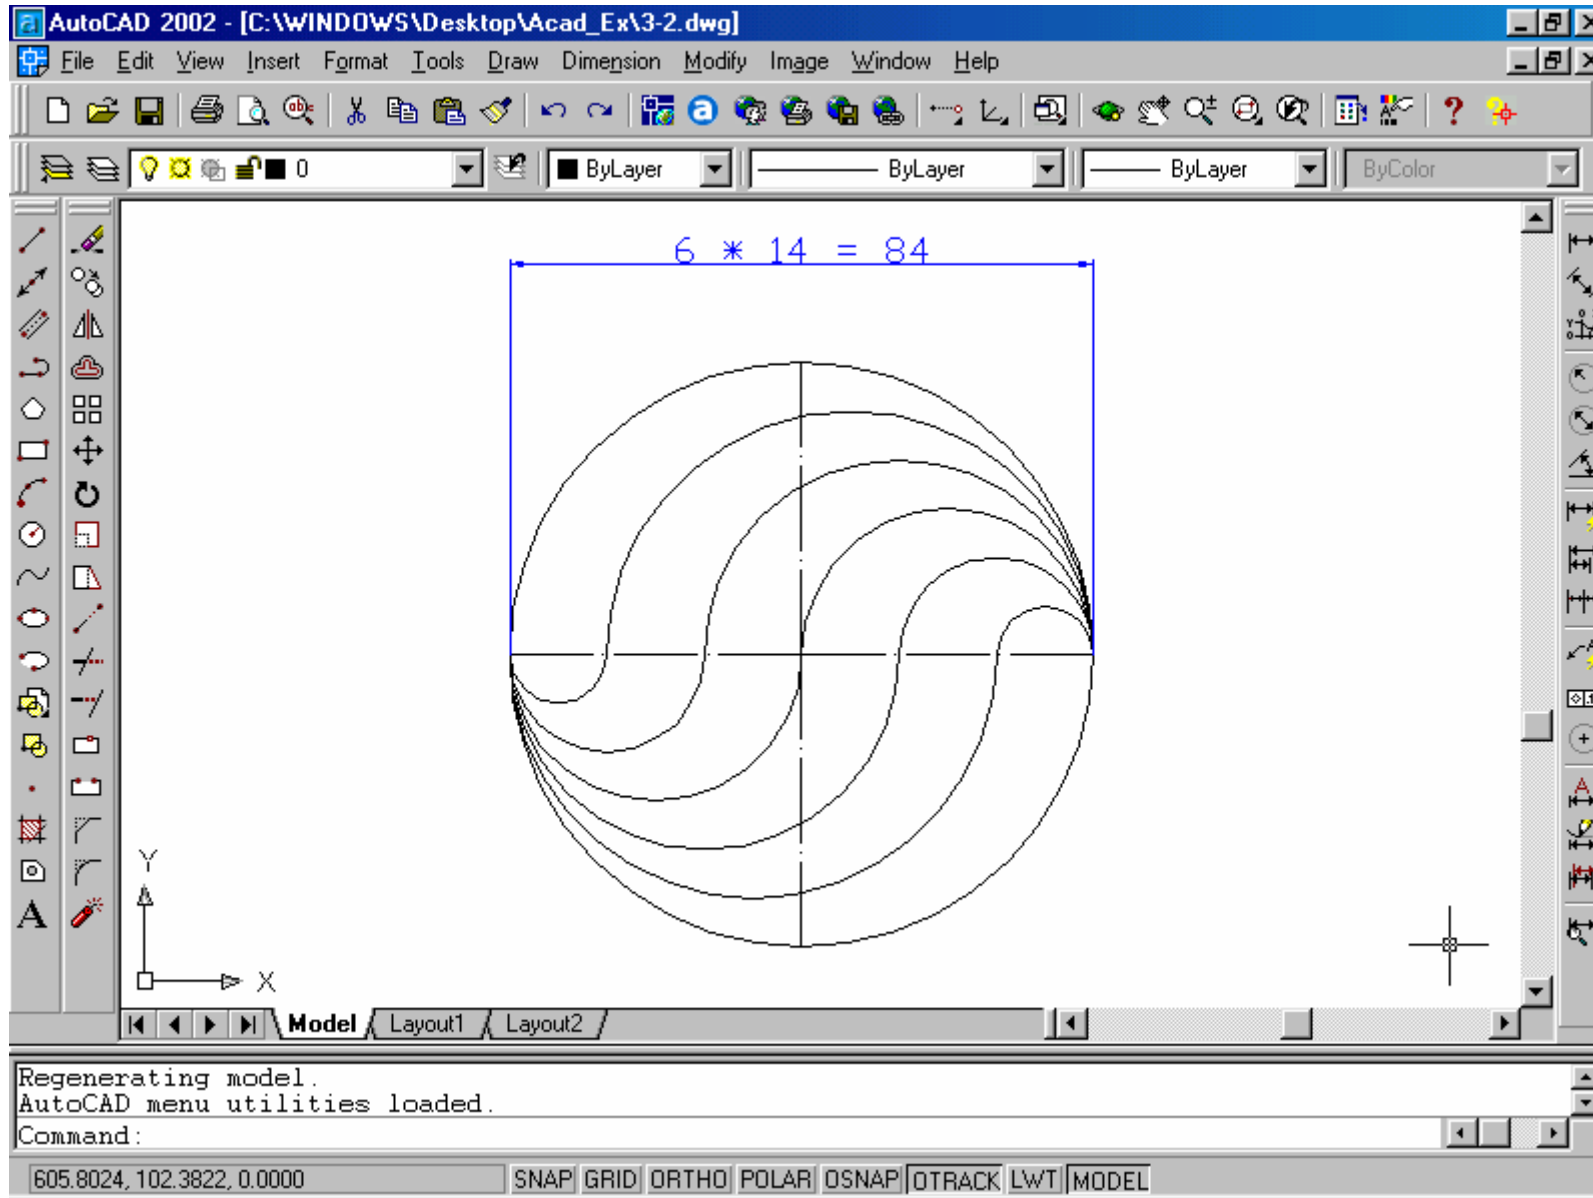 AutoCAD 2002 - [C:\WINDOWS\Desktop\Acad_Ex\3-2.dwg]
File Edit View Insert Format Tools Draw Dimension Modify Image Window Help
0 ByLayer ByLayer ByLayer ByColor
6 * 14 = 84
Y
X
Model Layout1 Layout2
Regenerating model.
AutoCAD menu utilities loaded.
Command:
605.8024, 102.3822, 0.0000 SNAP GRID ORTHO POLAR OSNAP OTRACK LWT MODEL